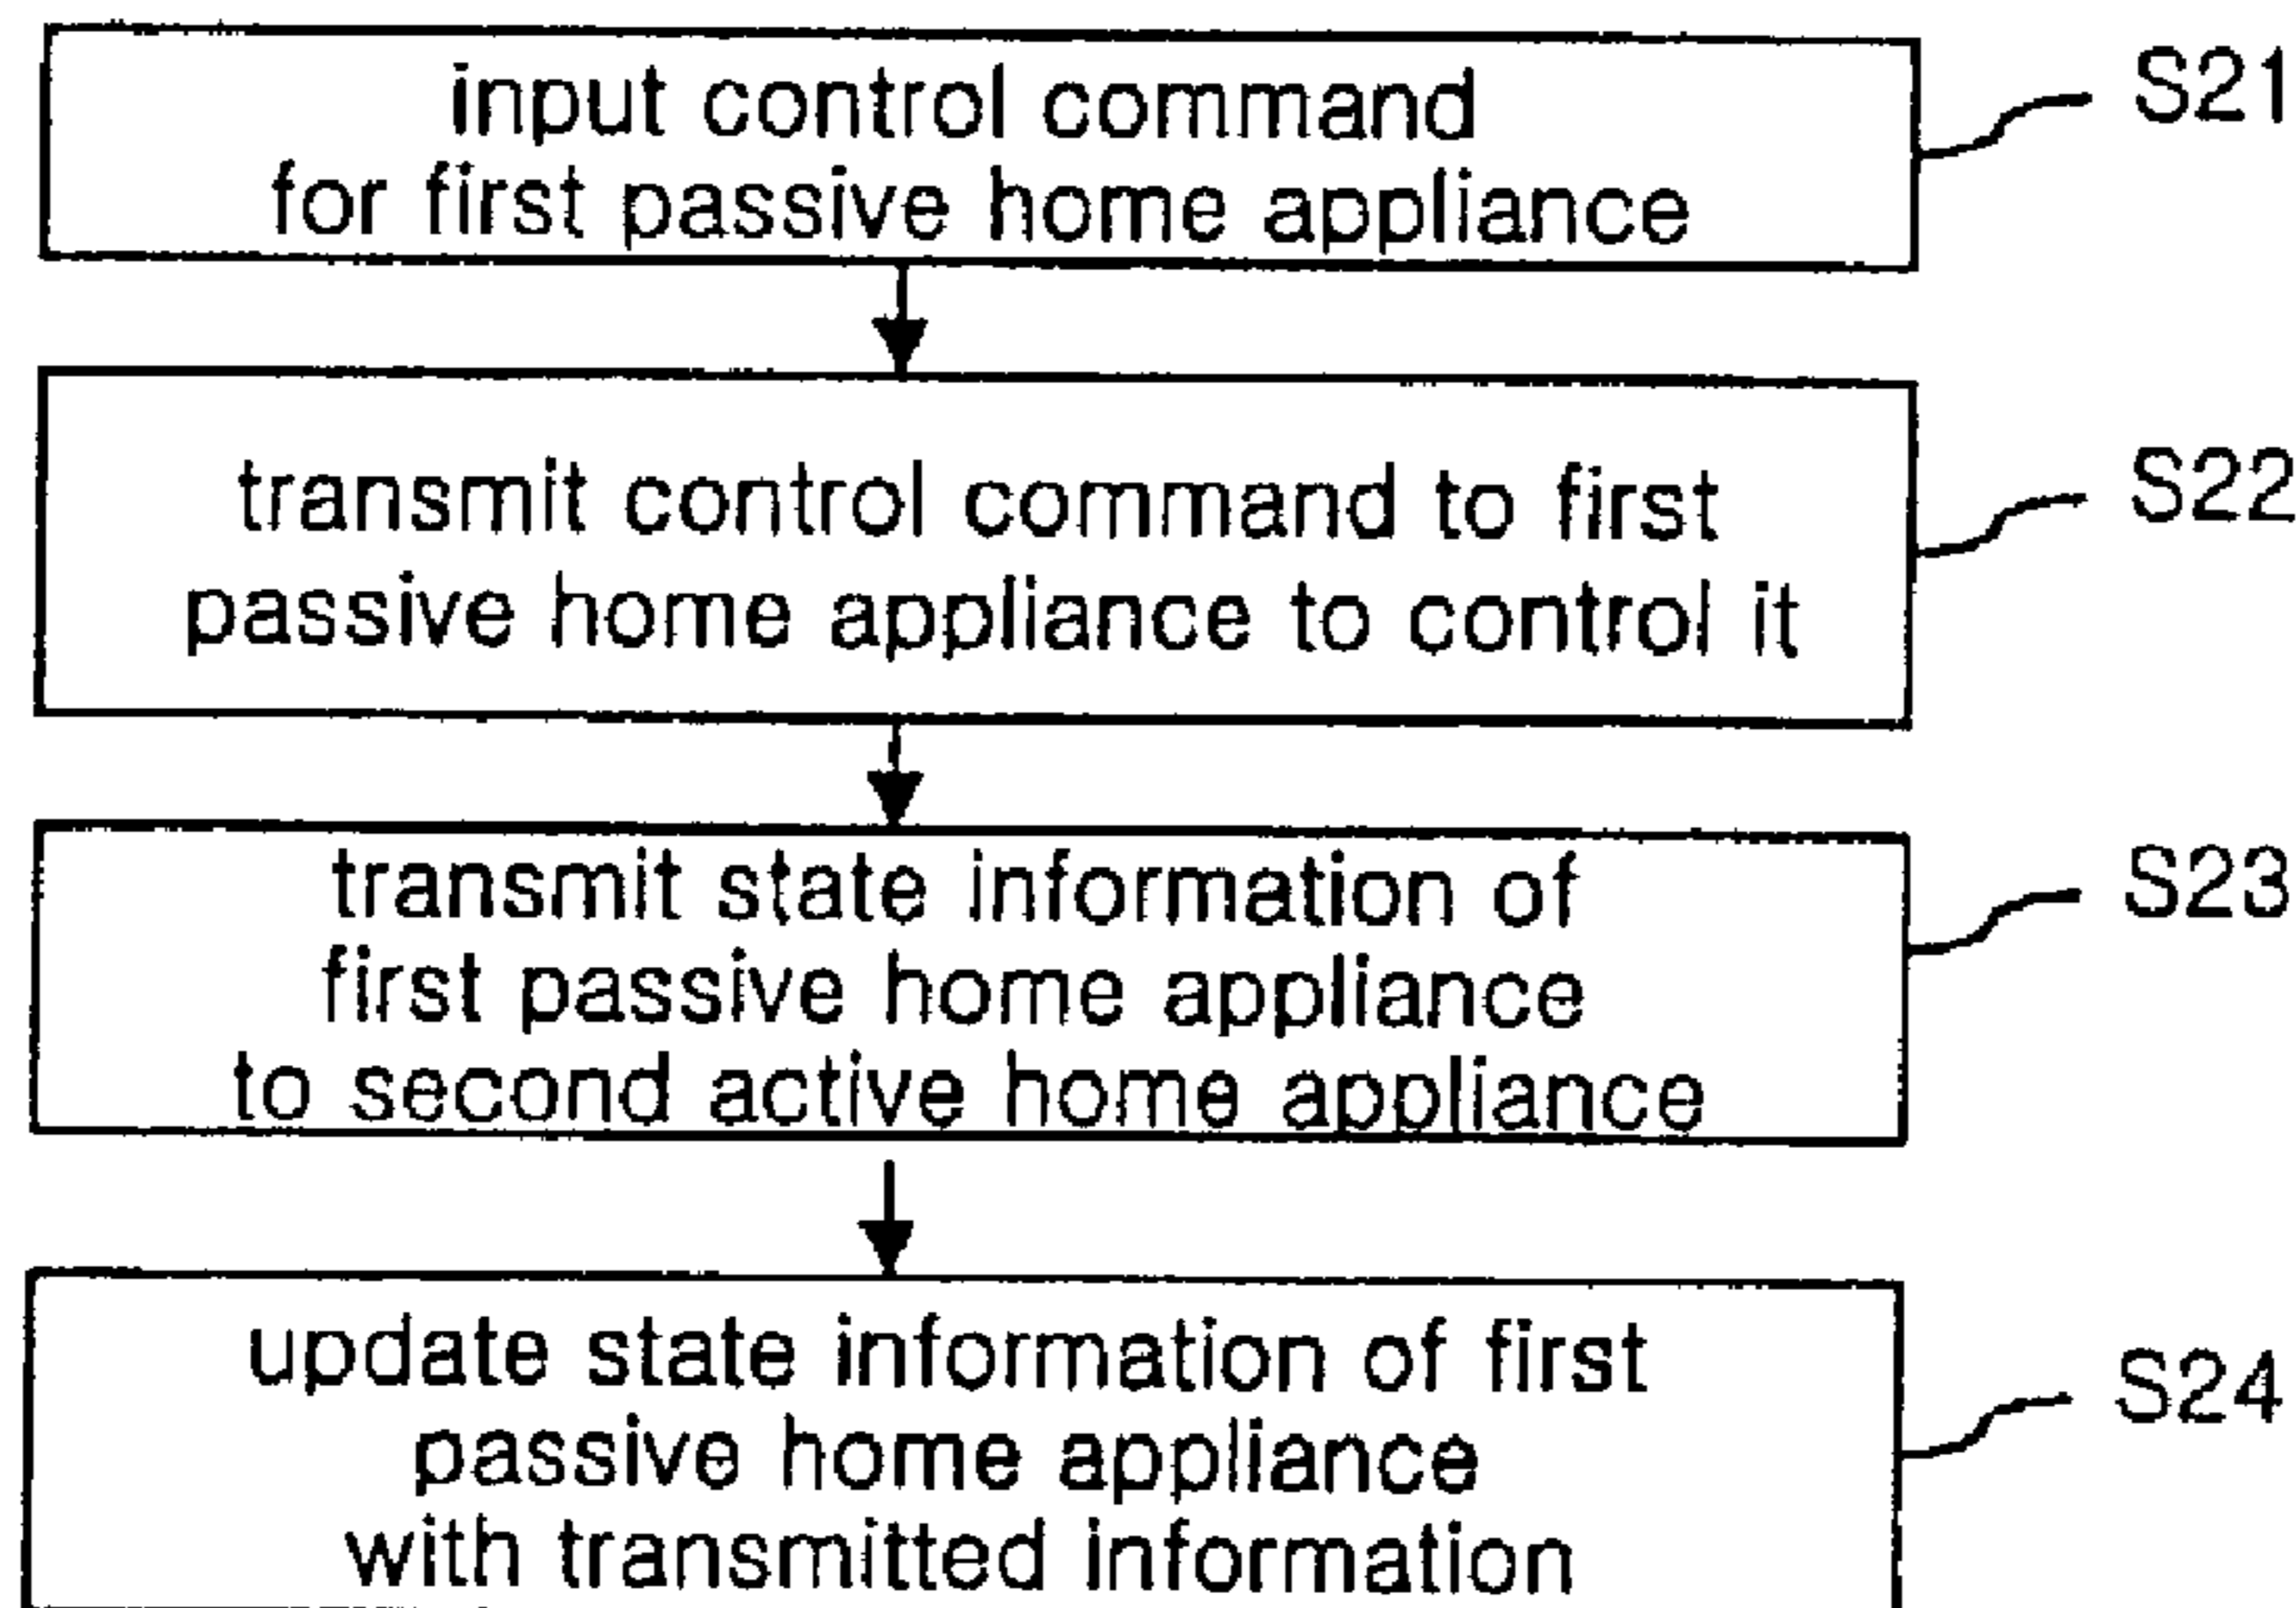 input control command
for first passive home appliance
S21
transmit control command to first
passive home appliance to control it
S22
transmit state information of
first passive home appliance
to second active home appliance
S23
update state information of first
passive home appliance
with transmitted information
S24